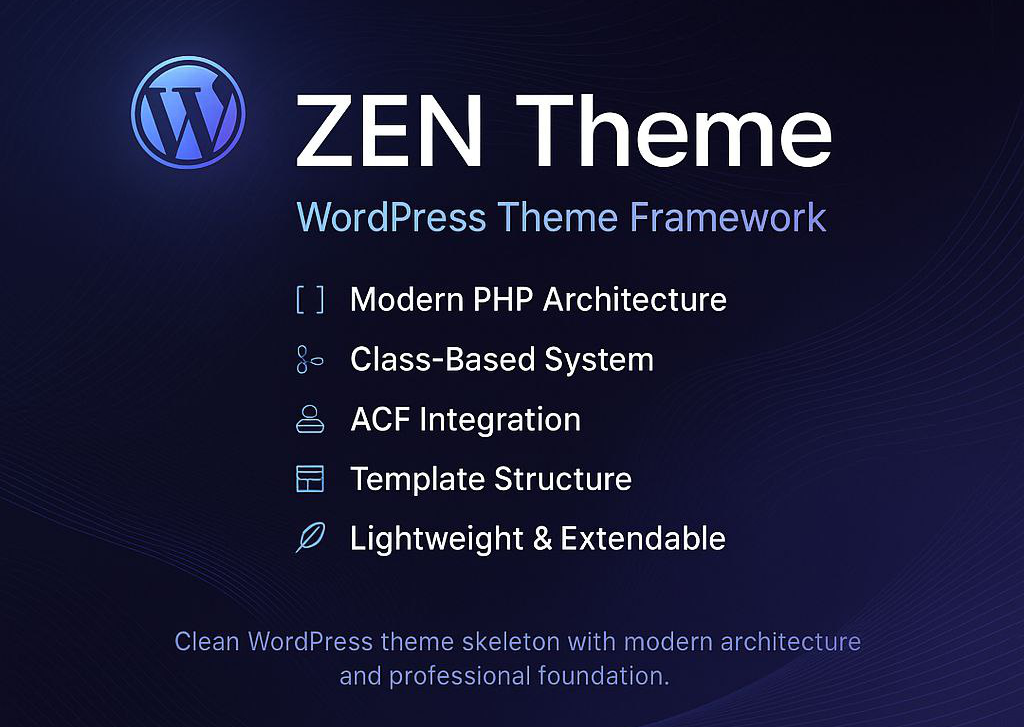 ZEN Theme
WordPress Theme Framework
Modern PHP Architecture
Class-Based System
ACF Integration
Template Structure
Lightweight & Extendable
Clean WordPress theme skeleton with modern architecture
and professional foundation.